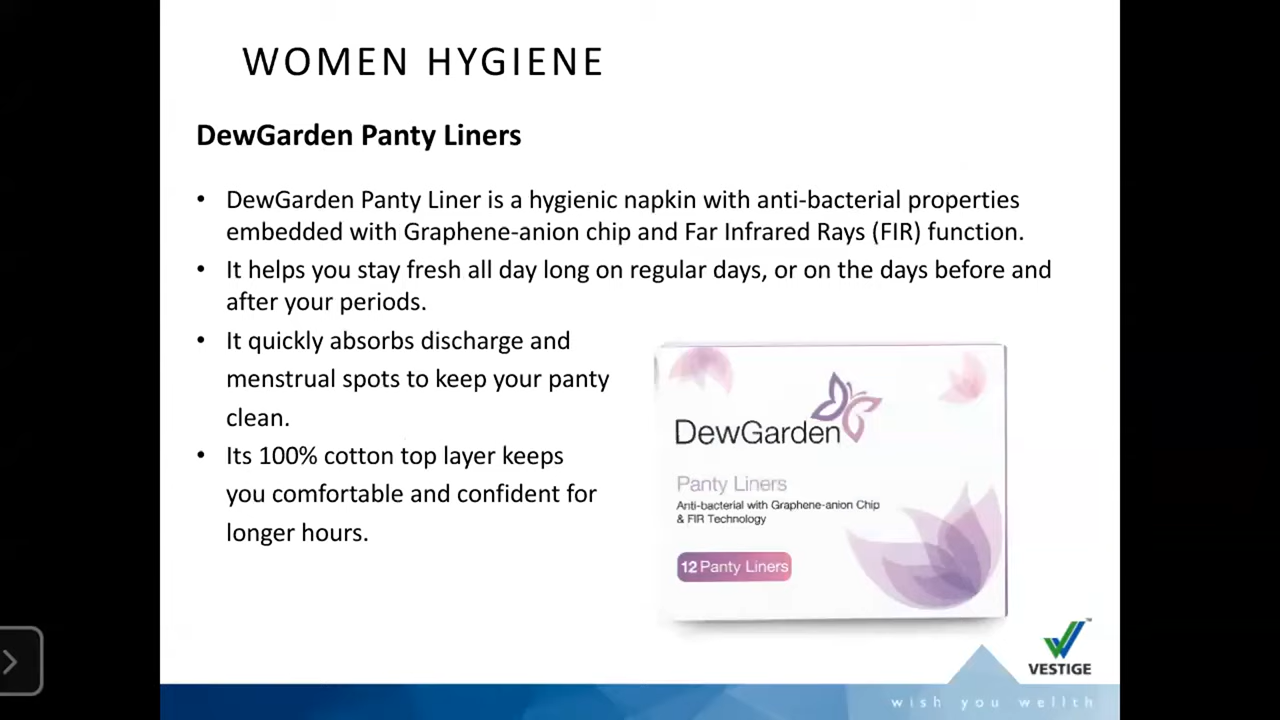 WOMEN HYGIENE
DewGarden Panty Liners
• DewGarden Panty Liner is a hygienic napkin with anti-bacterial properties
embedded with Graphene-anion chip and Far Infrared Rays (FIR) function.
• It helps you stay fresh all day long on regular days, or on the days before and
after your periods.
• It quickly absorbs discharge and
menstrual spots to keep your panty
clean.
• Its 100% cotton top layer keeps
you comfortable and confident for
longer hours.
DewGarden
Panty Liners
Anti-bacterial with Graphene-anion Chip
& FIR Technology
12 Panty Liners
VESTIGE
wish you wellth